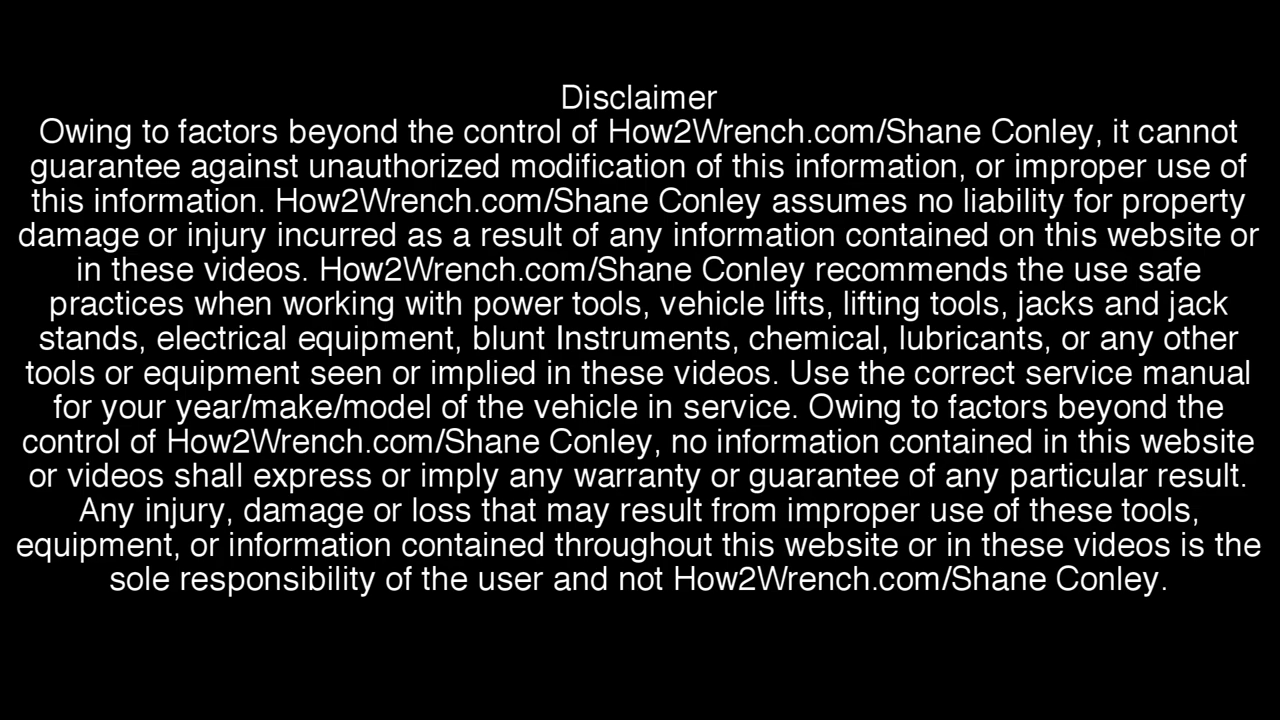 Disclaimer
Owing to factors beyond the control of How2Wrench.com/Shane Conley, it cannot
guarantee against unauthorized modification of this information, or improper use of
this information. How2Wrench.com/Shane Conley assumes no liability for property
damage or injury incurred as a result of any information contained on this website or
in these videos. How2Wrench.com/Shane Conley recommends the use safe
practices when working with power tools, vehicle lifts, lifting tools, jacks and jack
stands, electrical equipment, blunt Instruments, chemical, lubricants, or any other
tools or equipment seen or implied in these videos. Use the correct service manual
for your year/make/model of the vehicle in service. Owing to factors beyond the
control of How2Wrench.com/Shane Conley, no information contained in this website
or videos shall express or imply any warranty or guarantee of any particular result.
Any injury, damage or loss that may result from improper use of these tools,
equipment, or information contained throughout this website or in these videos is the
sole responsibility of the user and not How2Wrench.com/Shane Conley.